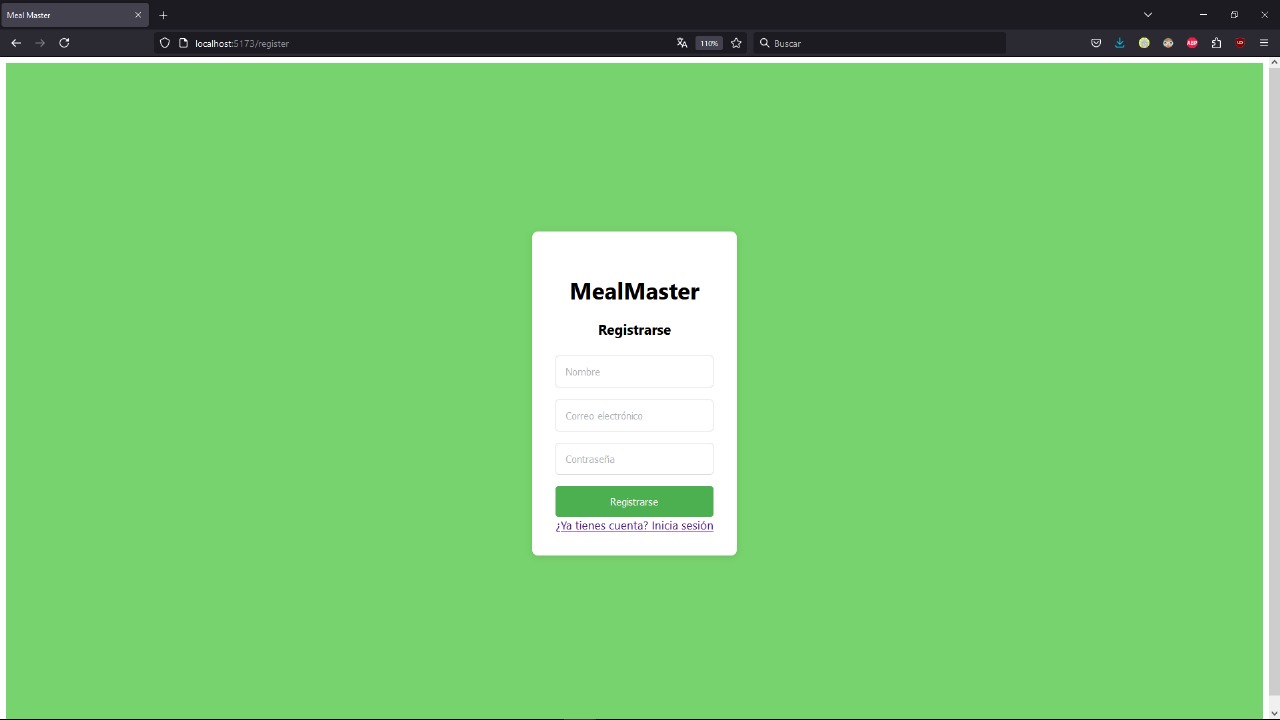 Meal Master
localhost:5173/register
110%
Buscar
ABP
MealMaster
Registrarse
Nombre
Correo electrónico
Contraseña
Registrarse
¿Ya tienes cuenta? Inicia sesión